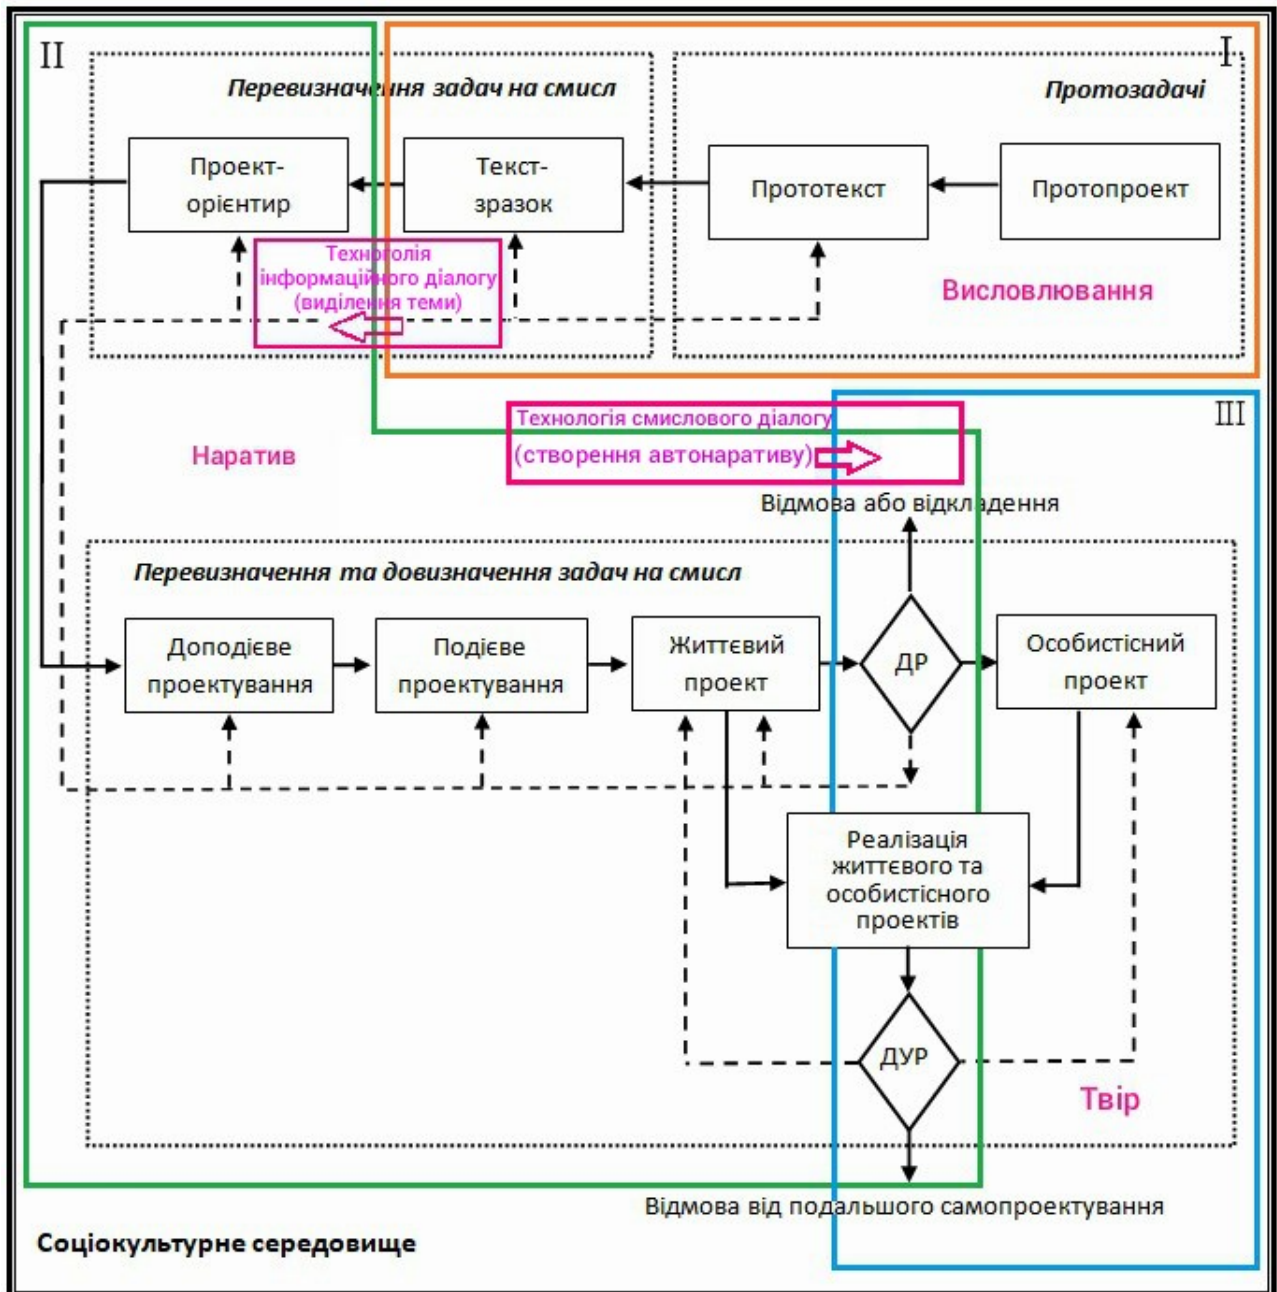 II
I
Перевизначення задач на смисл
Протозадачі
Проект-
орієнтир
Текст-
зразок
Прототекст
Протопроект
Техноголія
інформаційного діалогу
(виділення теми)
Висловлювання
III
Технологія смислового діалогу
(створення автонаративу)
Наратив
Відмова або відкладення
Перевизначення та довизначення задач на смисл
Доподієве
проектування
Подієве
проектування
Життєвий
проект
ДР
Особистісний
проект
Реалізація
життєвого та
особистісного
проектів
ДУР
Твір
Відмова від подальшого самопроектування
Соціокультурне середовище